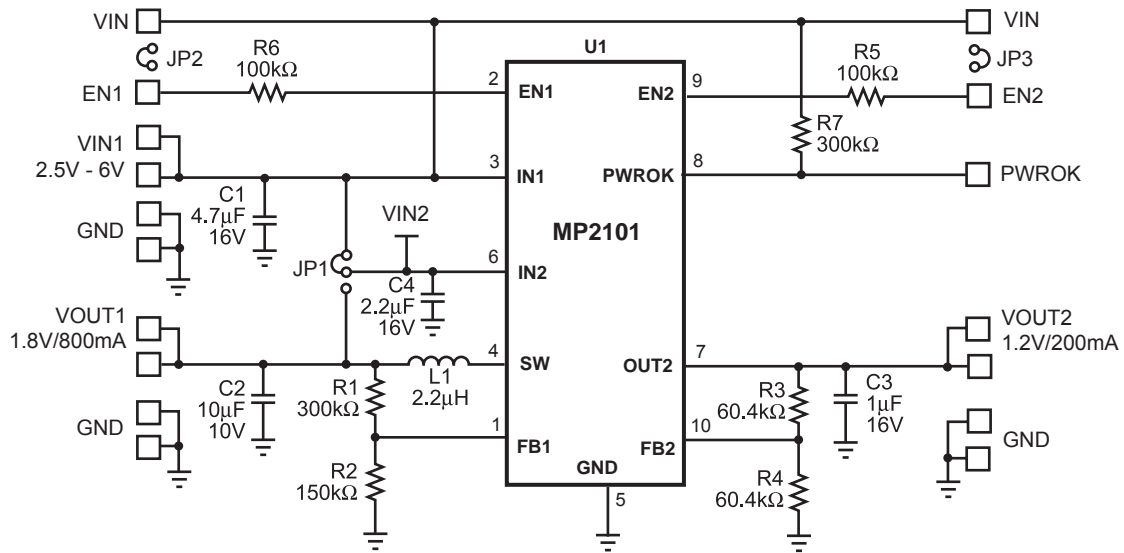 VIN
VIN
U1
JP2
R6
100kΩ
R5
100kΩ
JP3
EN1
2
EN1
EN2
9
EN2
VIN1
2.5V - 6V
R7
300kΩ
3
IN1
PWROK
8
PWROK
C1
4.7µF
16V
VIN2
MP2101
GND
JP1
6
IN2
C4
2.2µF
16V
VOUT1
1.8V/800mA
VOUT2
1.2V/200mA
4
SW
OUT2
7
L1
2.2µH
C2
10µF
10V
R1
300kΩ
R3
60.4kΩ
C3
1µF
16V
GND
1
FB1
FB2
10
GND
GND
5
R2
150kΩ
R4
60.4kΩ